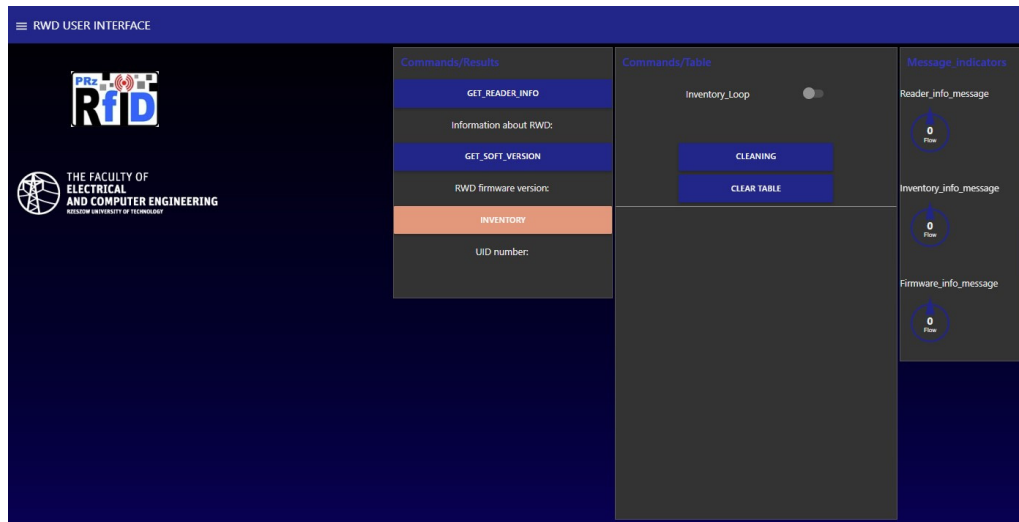 RWD USER INTERFACE
PRz
RfiD
THE FACULTY OF
ELECTRICAL
AND COMPUTER ENGINEERING
RZESZOW UNIVERSITY OF TECHNOLOGY
Commands/Results
GET_READER_INFO
Information about RWD:
GET_SOFT_VERSION
RWD firmware version:
INVENTORY
UID number:
Commands/Table
Inventory_Loop
CLEANING
CLEAR TABLE
Message_indicators
Reader_info_message
0
Flow
Inventory_info_message
0
Flow
Firmware_info_message
0
Flow